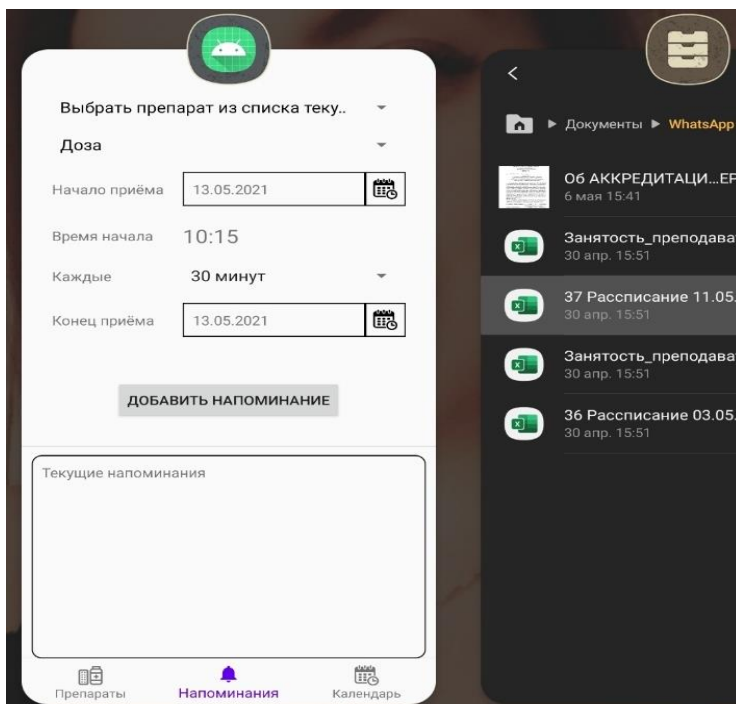 Выбрать препарат из списка теку..
Доза
Начало приёма 13.05.2021
Время начала 10:15
Каждые 30 минут
Конец приёма 13.05.2021
ДОБАВИТЬ НАПОМИНАНИЕ
Текущие напоминания
Препараты Напоминания Календарь
Документы WhatsApp
Об АККРЕДИТАЦИ...ЕР
6 мая 15:41
Занятость_преподава
30 апр. 15:51
37 Рассписание 11.05.
30 апр. 15:51
Занятость_преподава
30 апр. 15:51
36 Рассписание 03.05.
30 апр. 15:51